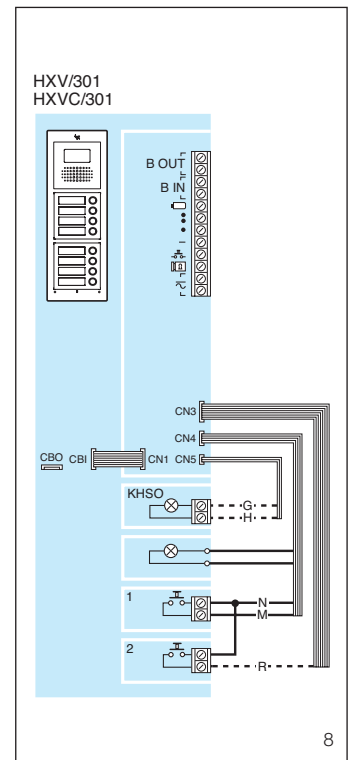 HXV/301
HXVC/301
B OUT
B IN
CN3
CN4
CBO CBI CN1 CN5
KHSO
G
H
1
N
M
2
R
8